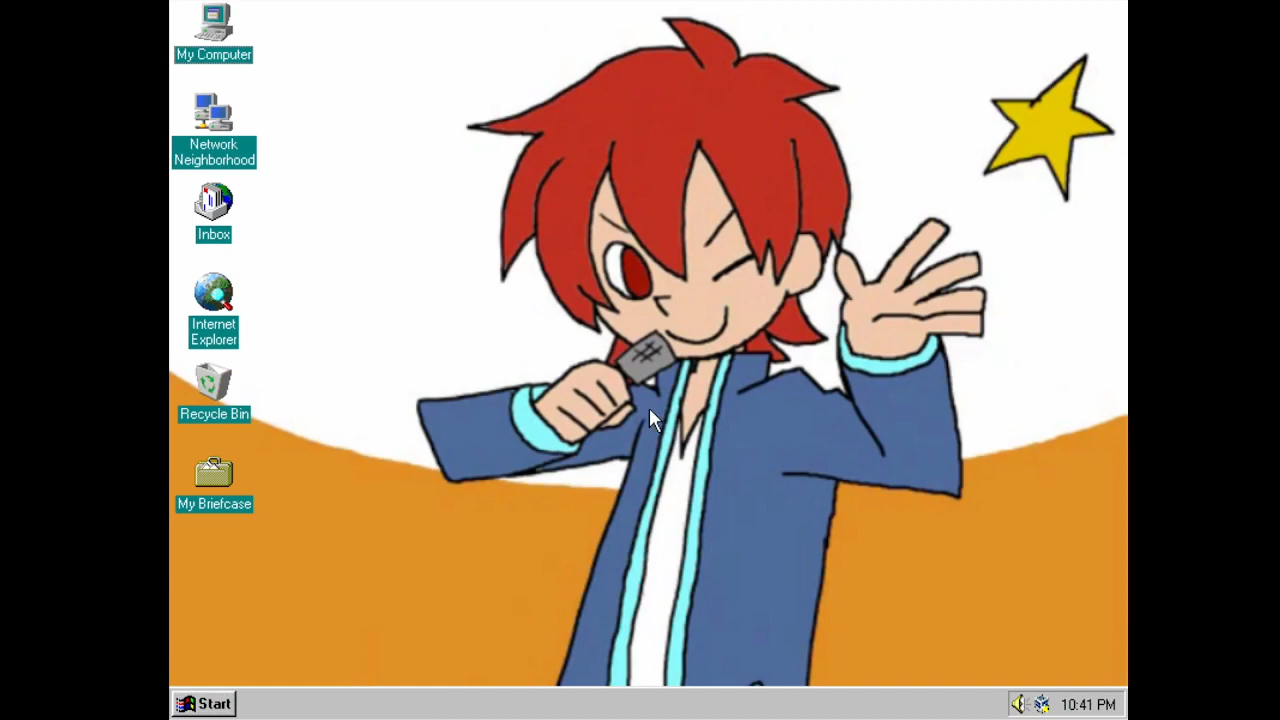 My Computer
Network
Neighborhood
Inbox
Internet
Explorer
Recycle Bin
My Briefcase
Start
10:41 PM